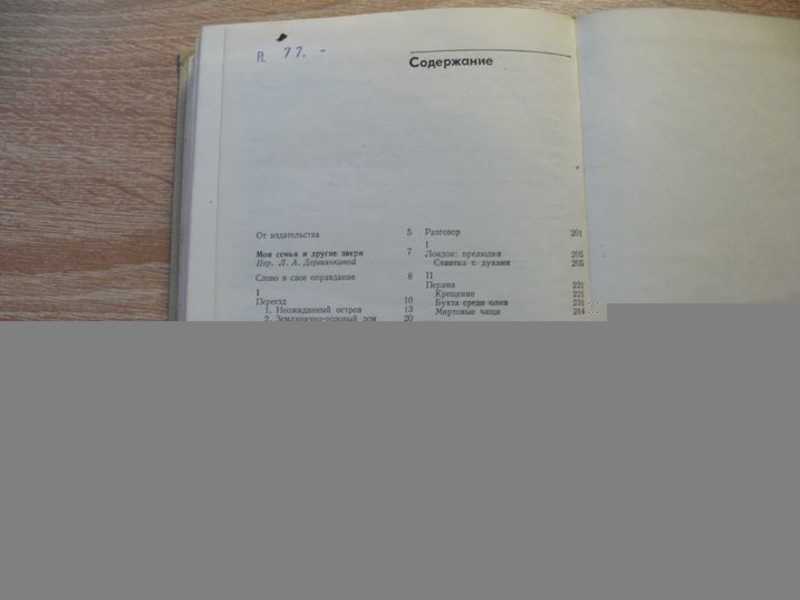 77. -
Содержание
От издательства 5
Моя семья и другие звери 7
Пер. Л. А. Деревянкиной
Слово в свое оправдание 8
I
Переезд 10
1. Неожиданный остров 13
2. Землянично-розовый дом 20
Разговор 201
I
Лондон: прелюдия 205
Схватка с духами 205
II
Перама 221
Крещение 221
Бухта среди олив 231
Миртовые чащи